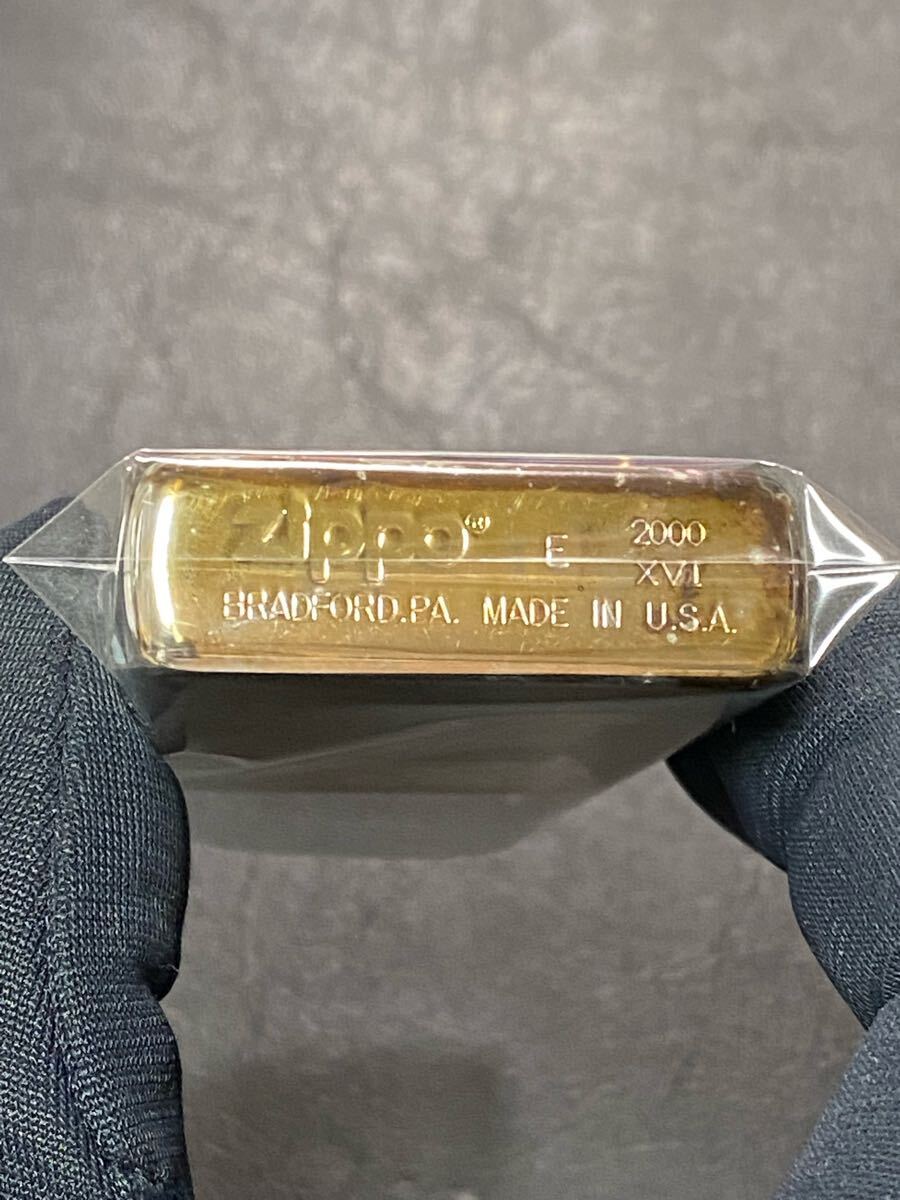 Zippo® E 2000
XVI
BRADFORD.PA. MADE IN U.S.A.